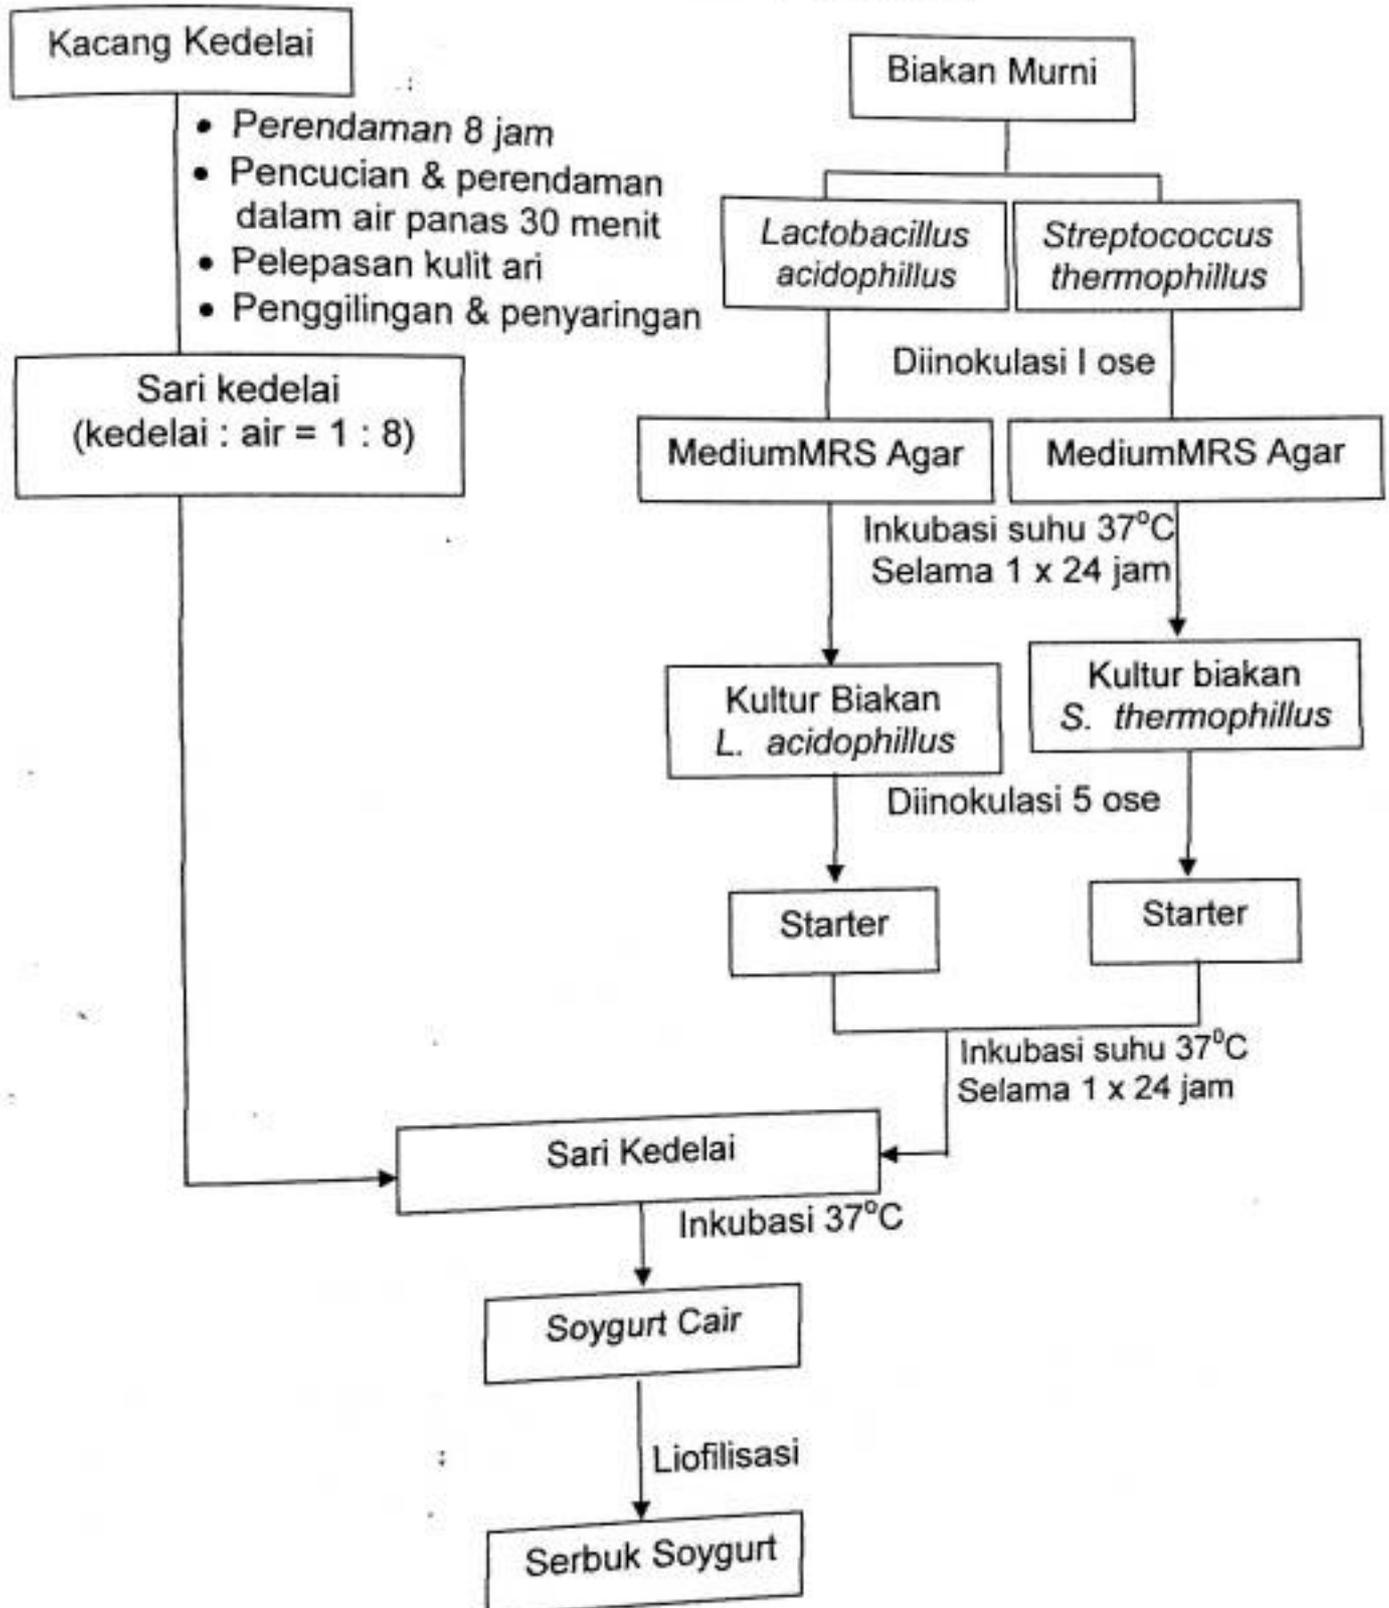 Kacang Kedelai
• Perendaman 8 jam
• Pencucian & perendaman
dalam air panas 30 menit
• Pelepasan kulit ari
• Penggilingan & penyaringan
Sari kedelai
(kedelai : air = 1 : 8)
Biakan Murni
Lactobacillus
acidophillus
Streptococcus
thermophillus
Diinokulasi I ose
MediumMRS Agar
MediumMRS Agar
Inkubasi suhu 37⁰C
Selama 1 x 24 jam
Kultur Biakan
L. acidophillus
Kultur biakan
S. thermophillus
Diinokulasi 5 ose
Starter
Starter
Inkubasi suhu 37⁰C
Selama 1 x 24 jam
Sari Kedelai
Inkubasi 37⁰C
Soygurt Cair
Liofilisasi
Serbuk Soygurt